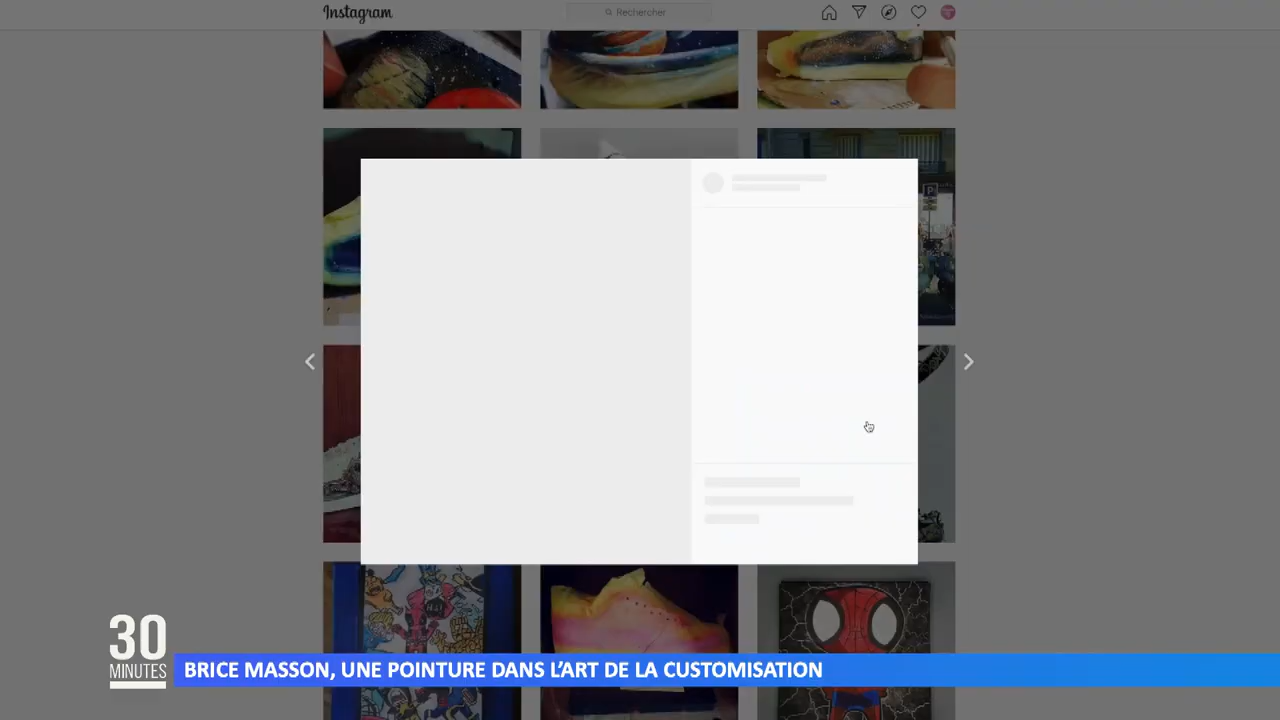 Instagram
Rechercher
P
30
MINUTES
BRICE MASSON, UNE POINTURE DANS L'ART DE LA CUSTOMISATION